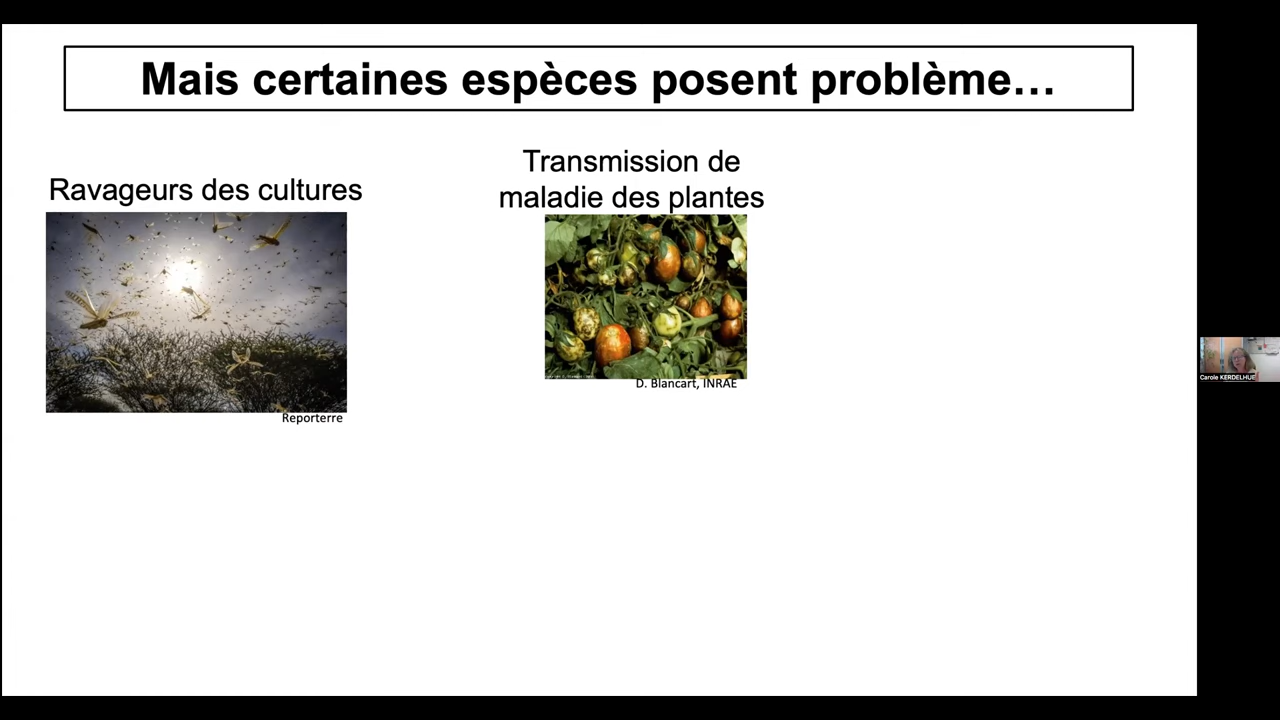 Mais certaines espèces posent problème…
Ravageurs des cultures
Transmission de
maladie des plantes
D. Blancart, INRAE
Reporterre
Carole KERDELHUE